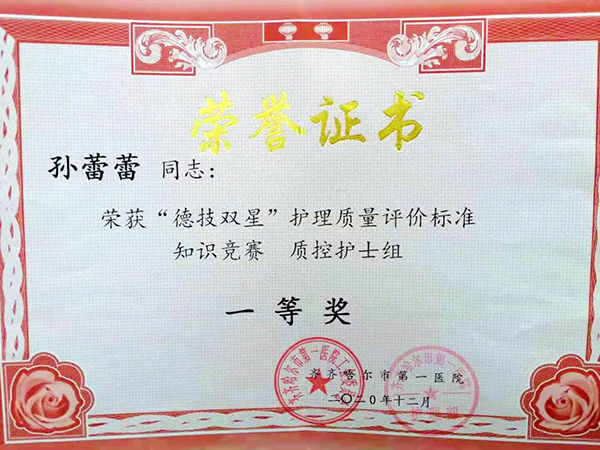 荣誉证书
孙蕾蕾 同志：
荣获“德技双星”护理质量评价标准
知识竞赛 质控护士组
一等奖
齐齐哈尔市第一医院
二〇二〇年十二月